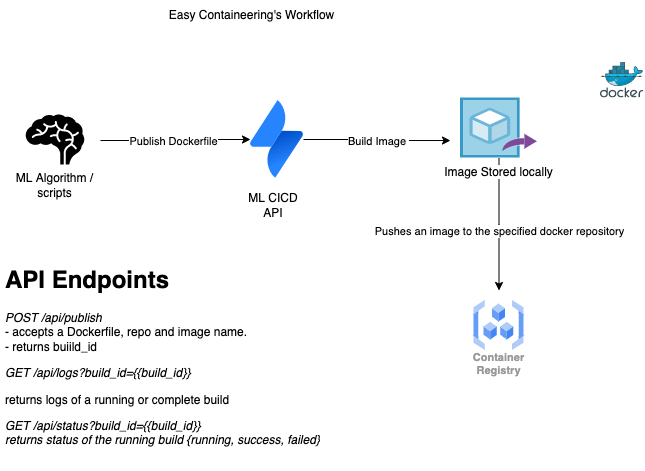 Easy Containeering's Workflow
docker
Publish Dockerfile
Build Image
ML Algorithm /
scripts
ML CICD
API
Image Stored locally
Pushes an image to the specified docker repository
API Endpoints
POST /api/publish
- accepts a Dockerfile, repo and image name.
- returns buiild_id
GET /api/logs?build_id={{build_id}}
returns logs of a running or complete build
GET /api/status?build_id={{build_id}}
returns status of the running build {running, success, failed}
Container
Registry